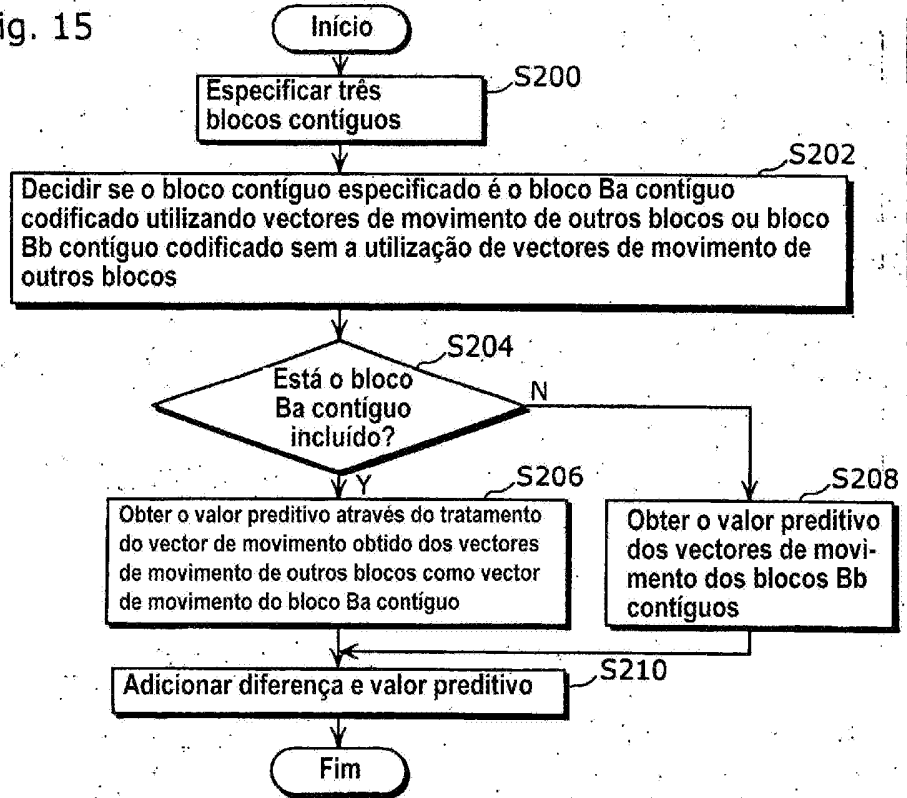 ig. 15
Início
S200
Especificar três
blocos contíguos
S202
Decidir se o bloco contíguo especificado é o bloco Ba contíguo
codificado utilizando vectores de movimento de outros blocos ou bloco
Bb contíguo codificado sem a utilização de vectores de movimento de
outros blocos
S204
Está o bloco
Ba contíguo
incluído?
N
Y
S206
Obter o valor preditivo através do tratamento
do vector de movimento obtido dos vectores
de movimento de outros blocos como vector
de movimento do bloco Ba contíguo
S208
Obter o valor preditivo
dos vectores de movi-
mento dos blocos Bb
contíguos
S210
Adicionar diferença e valor preditivo
Fim